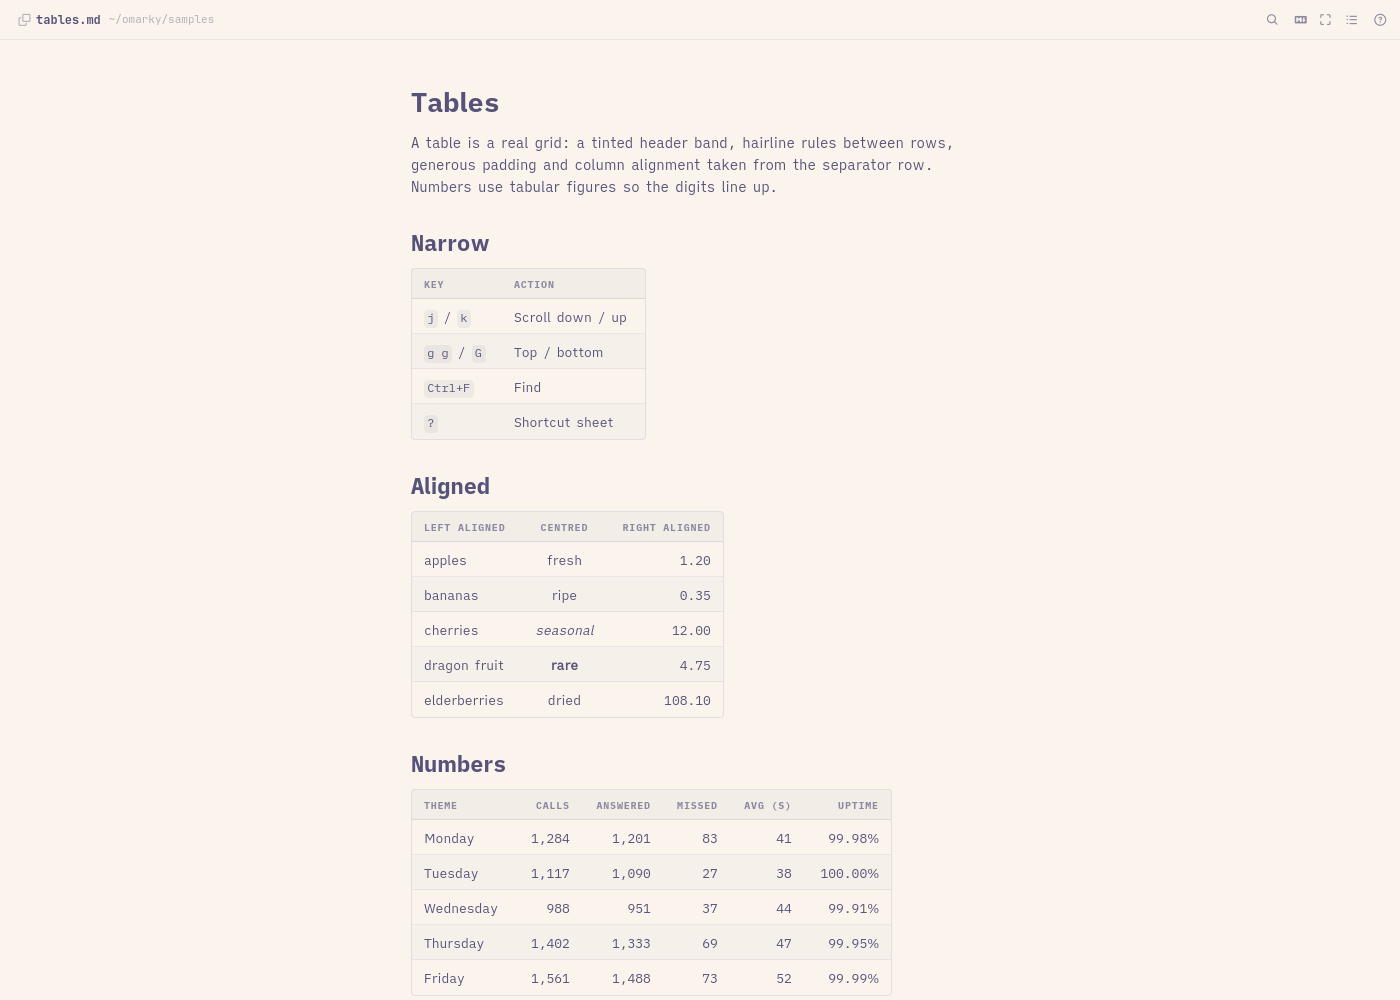 tables.md ~/omarky/samples
Tables
A table is a real grid: a tinted header band, hairline rules between rows,
generous padding and column alignment taken from the separator row.
Numbers use tabular figures so the digits line up.
Narrow
KEY ACTION
j / k Scroll down / up
g g / G Top / bottom
Ctrl+F Find
? Shortcut sheet
Aligned
LEFT ALIGNED CENTRED RIGHT ALIGNED
apples fresh 1.20
bananas ripe 0.35
cherries seasonal 12.00
dragon fruit rare 4.75
elderberries dried 108.10
Numbers
THEME CALLS ANSWERED MISSED AVG (S) UPTIME
Monday 1,284 1,201 83 41 99.98%
Tuesday 1,117 1,090 27 38 100.00%
Wednesday 988 951 37 44 99.91%
Thursday 1,402 1,333 69 47 99.95%
Friday 1,561 1,488 73 52 99.99%